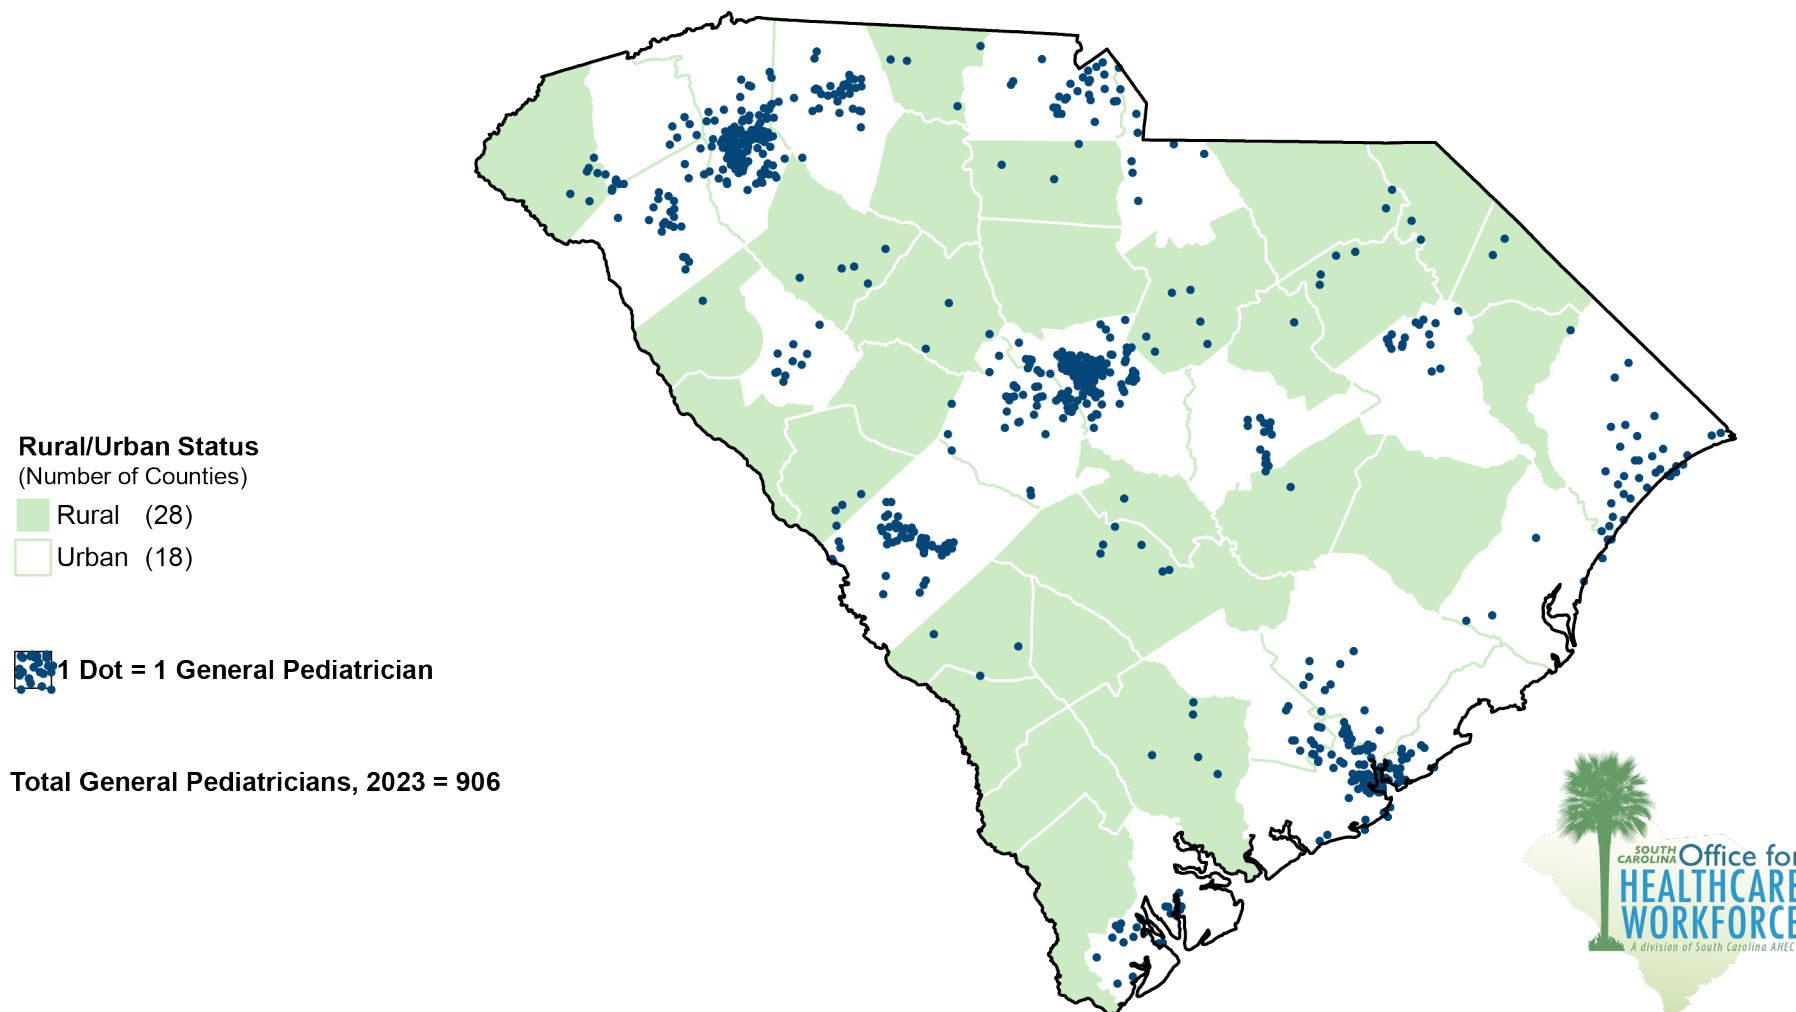 Rural/Urban Status
(Number of Counties)
Rural (28)
Urban (18)
1 Dot = 1 General Pediatrician
Total General Pediatricians, 2023 = 906
SOUTH
CAROLINA Office for
HEALTHCARE
WORKFORCE
A division of South Carolina AHEC